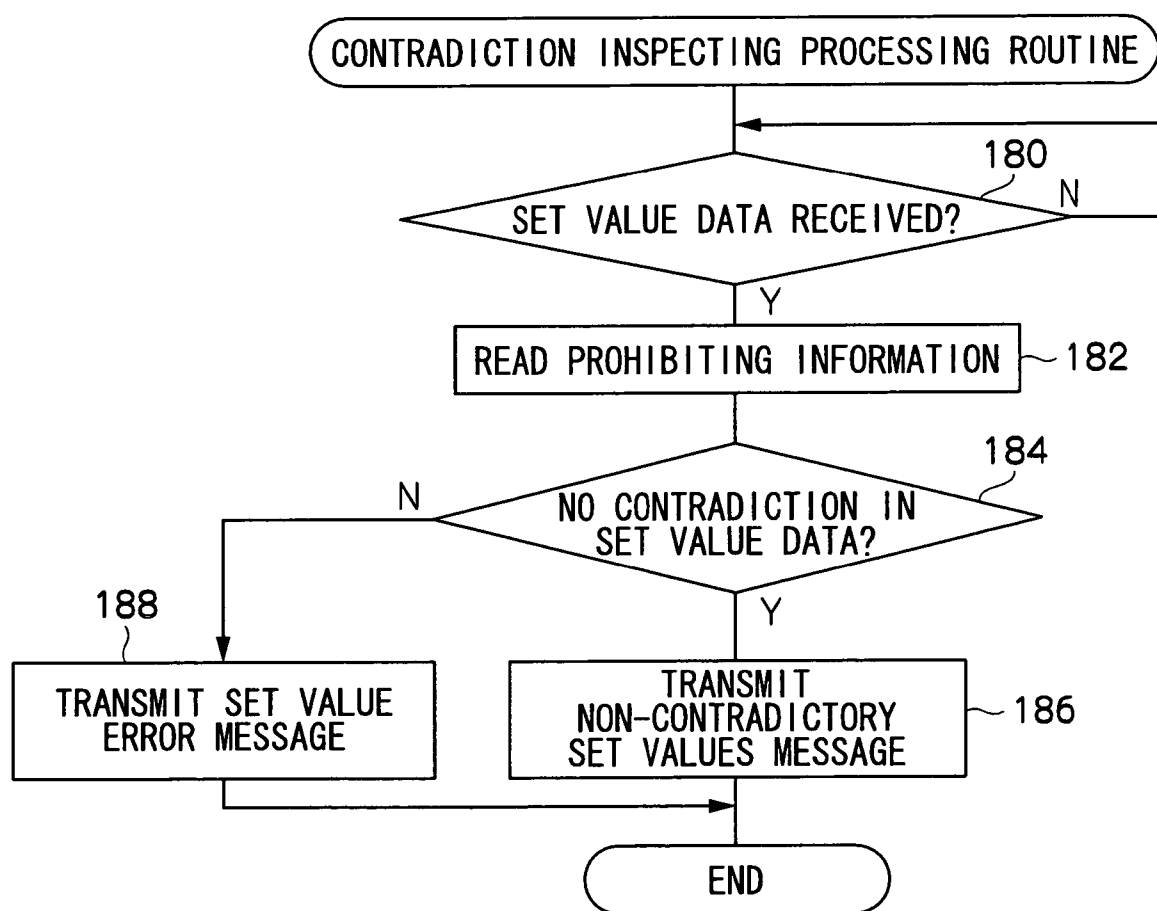 CONTRADICTION INSPECTING PROCESSING ROUTINE
180
SET VALUE DATA RECEIVED?
N
Y
READ PROHIBITING INFORMATION
182
184
N
NO CONTRADICTION IN
SET VALUE DATA?
Y
188
TRANSMIT SET VALUE
ERROR MESSAGE
TRANSMIT
NON-CONTRADICTORY
SET VALUES MESSAGE
186
END